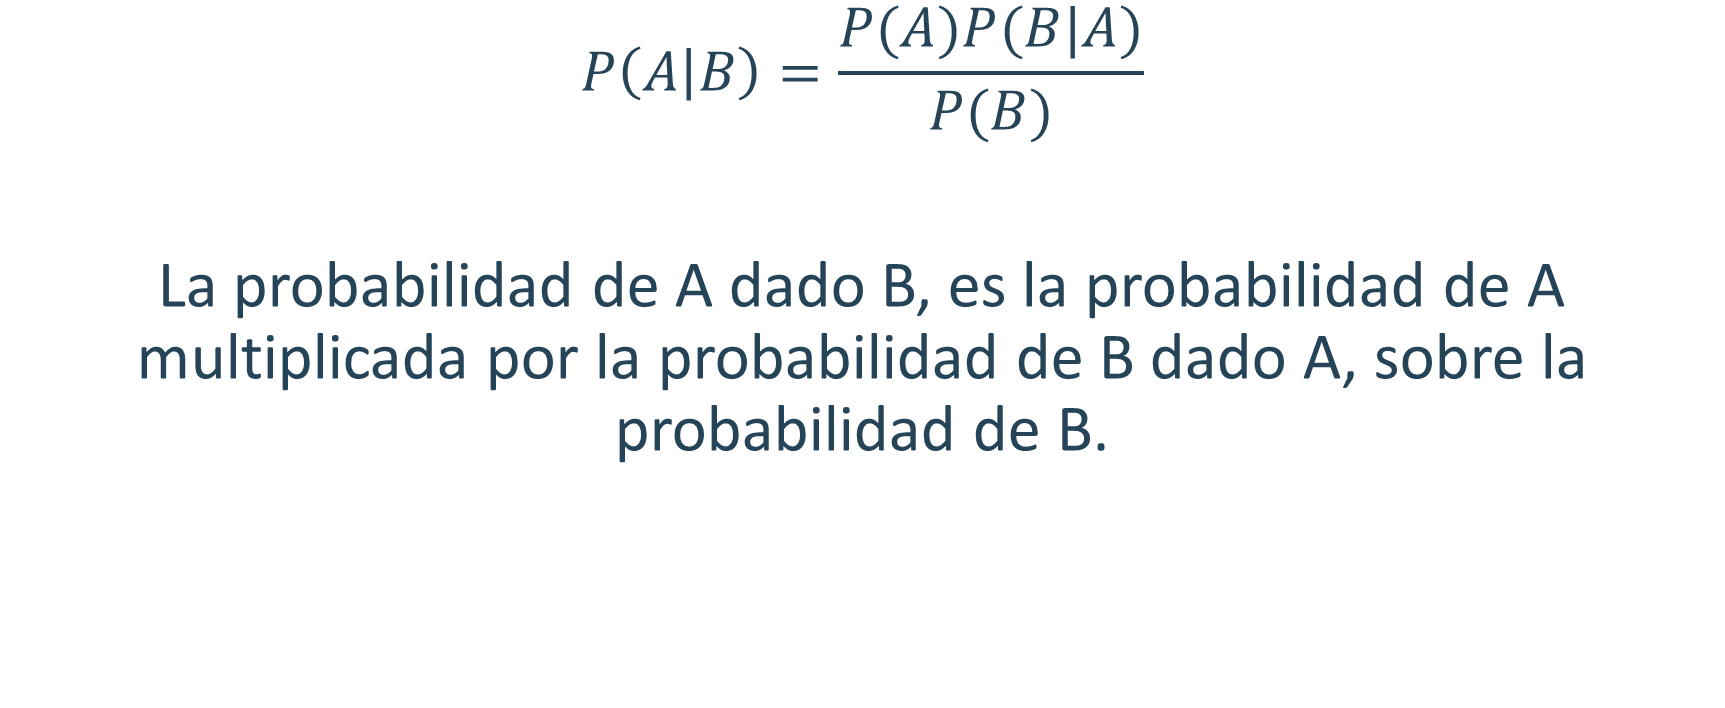 P(A|B) = P(A)P(B|A) / P(B)
La probabilidad de A dado B, es la probabilidad de A
multiplicada por la probabilidad de B dado A, sobre la
probabilidad de B.